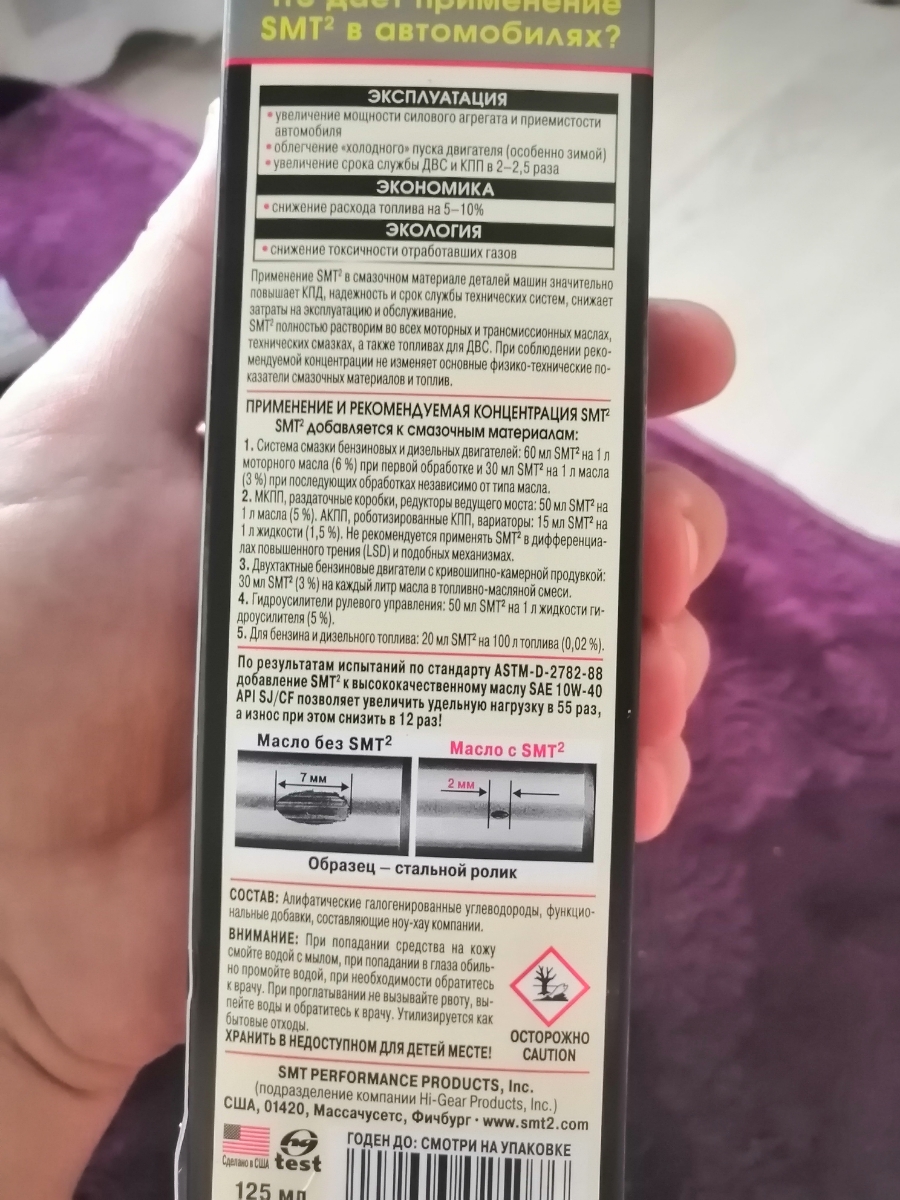 что дает применение
SMT² в автомобилях?
ЭКСПЛУАТАЦИЯ
• увеличение мощности силового агрегата и приемистости
автомобиля
• облегчение «холодного» пуска двигателя (особенно зимой)
• увеличение срока службы ДВС и КПП в 2–2,5 раза
ЭКОНОМИКА
• снижение расхода топлива на 5–10%
ЭКОЛОГИЯ
• снижение токсичности отработавших газов
Применение SMT² в смазочном материале деталей машин значительно
повышает КПД, надежность и срок службы технических систем, снижает
затраты на эксплуатацию и обслуживание.
SMT² полностью растворим во всех моторных и трансмиссионных маслах,
технических смазках, а также топливах для ДВС. При соблюдении реко-
мендуемой концентрации не изменяет основные физико-технические по-
казатели смазочных материалов и топлив.
ПРИМЕНЕНИЕ И РЕКОМЕНДУЕМАЯ КОНЦЕНТРАЦИЯ SMT²
SMT² добавляется к смазочным материалам:
1. Система смазки бензиновых и дизельных двигателей: 60 мл SMT² на 1 л
моторного масла (6 %) при первой обработке и 30 мл SMT² на 1 л масла
(3 %) при последующих обработках независимо от типа масла.
2. МКПП, раздаточные коробки, редукторы ведущего моста: 50 мл SMT² на
1 л масла (5 %). АКПП, роботизированные КПП, вариаторы: 15 мл SMT² на
1 л жидкости (1,5 %). Не рекомендуется применять SMT² в дифференциа-
лах повышенного трения (LSD) и подобных механизмах.
3. Двухтактные бензиновые двигатели с кривошипно-камерной продувкой:
30 мл SMT² (3 %) на каждый литр масла в топливно-масляной смеси.
4. Гидроусилители рулевого управления: 50 мл SMT² на 1 л жидкости ги-
дроусилителя (5 %).
5. Для бензина и дизельного топлива: 20 мл SMT² на 100 л топлива (0,02 %).
По результатам испытаний по стандарту ASTM-D-2782-88
добавление SMT² к высококачественному маслу SAE 10W-40
API SJ/CF позволяет увеличить удельную нагрузку в 55 раз,
а износ при этом снизить в 12 раз!
Масло без SMT² Масло с SMT²
7 мм 2 мм
Образец – стальной ролик
СОСТАВ: Алифатические галогенированные углеводороды, функцио-
нальные добавки, составляющие ноу-хау компании.
ВНИМАНИЕ: При попадании средства на кожу
смойте водой с мылом, при попадании в глаза обиль-
но промойте водой, при необходимости обратитесь
к врачу. При проглатывании не вызывайте рвоту, вы-
пейте воды и обратитесь к врачу. Утилизируется как
бытовые отходы.
ХРАНИТЬ В НЕДОСТУПНОМ ДЛЯ ДЕТЕЙ МЕСТЕ!
ОСТОРОЖНО
CAUTION
SMT PERFORMANCE PRODUCTS, Inc.
(подразделение компании Hi-Gear Products, Inc.)
США, 01420, Массачусетс, Фичбург · www.smt2.com
Сделано в США
hg
test
ГОДЕН ДО: СМОТРИ НА УПАКОВКЕ
125 мл